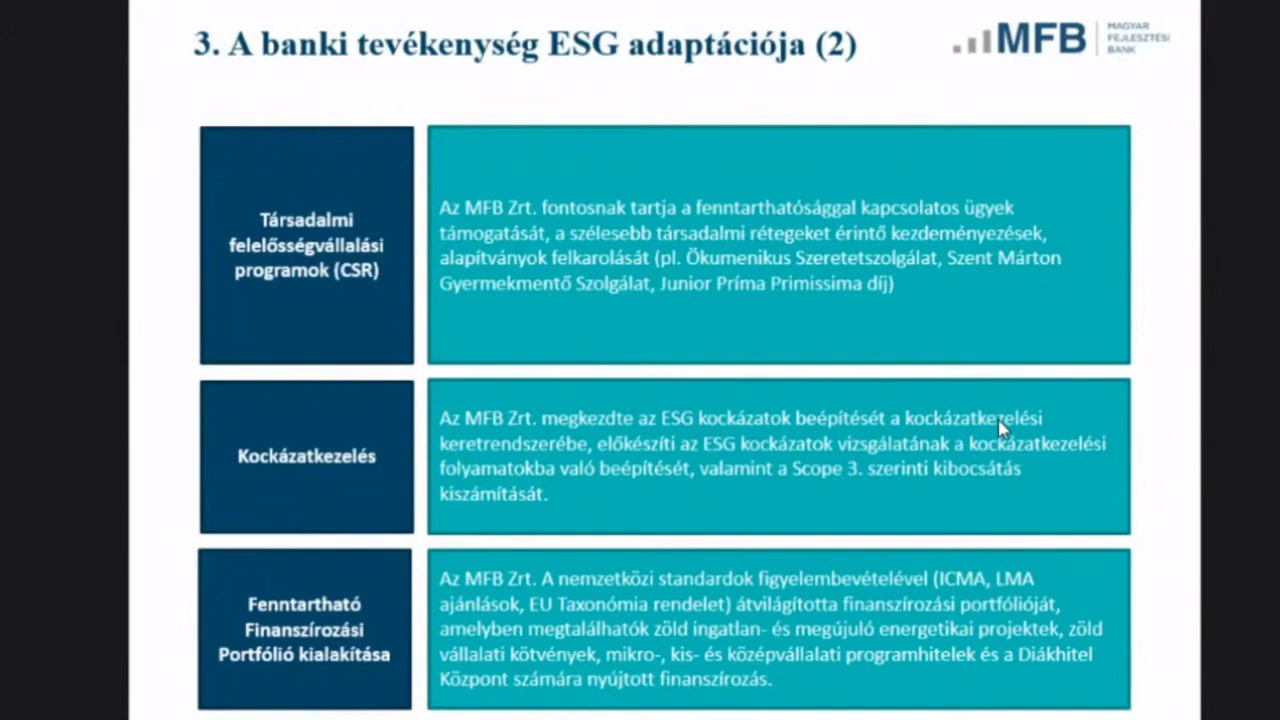 3. A banki tevékenység ESG adaptációja (2)
MFB
MAGYAR
FEJLESZTÉSI
BANK
Társadalmi
felelősségvállalási
programok (CSR)
Az MFB Zrt. fontosnak tartja a fenntarthatósággal kapcsolatos ügyek
támogatását, a szélesebb társadalmi rétegeket érintő kezdeményezések,
alapítványok felkarolását (pl. Ökumenikus Szeretetszolgálat, Szent Márton
Gyermekmentő Szolgálat, Junior Príma Primissima díj)
Kockázatkezelés
Az MFB Zrt. megkezdte az ESG kockázatok beépítését a kockázatkezelési
keretrendszerébe, előkészíti az ESG kockázatok vizsgálatának a kockázatkezelési
folyamatokba való beépítését, valamint a Scope 3. szerinti kibocsátás
kiszámítását.
Fenntartható
Finanszírozási
Portfólió kialakítása
Az MFB Zrt. A nemzetközi standardok figyelembevételével (ICMA, LMA
ajánlások, EU Taxonómia rendelet) átvilágította finanszírozási portfólióját,
amelyben megtalálhatók zöld ingatlan- és megújuló energetikai projektek, zöld
vállalati kötvények, mikro-, kis- és középvállalati programhitelek és a Diákhitel
Központ számára nyújtott finanszírozás.